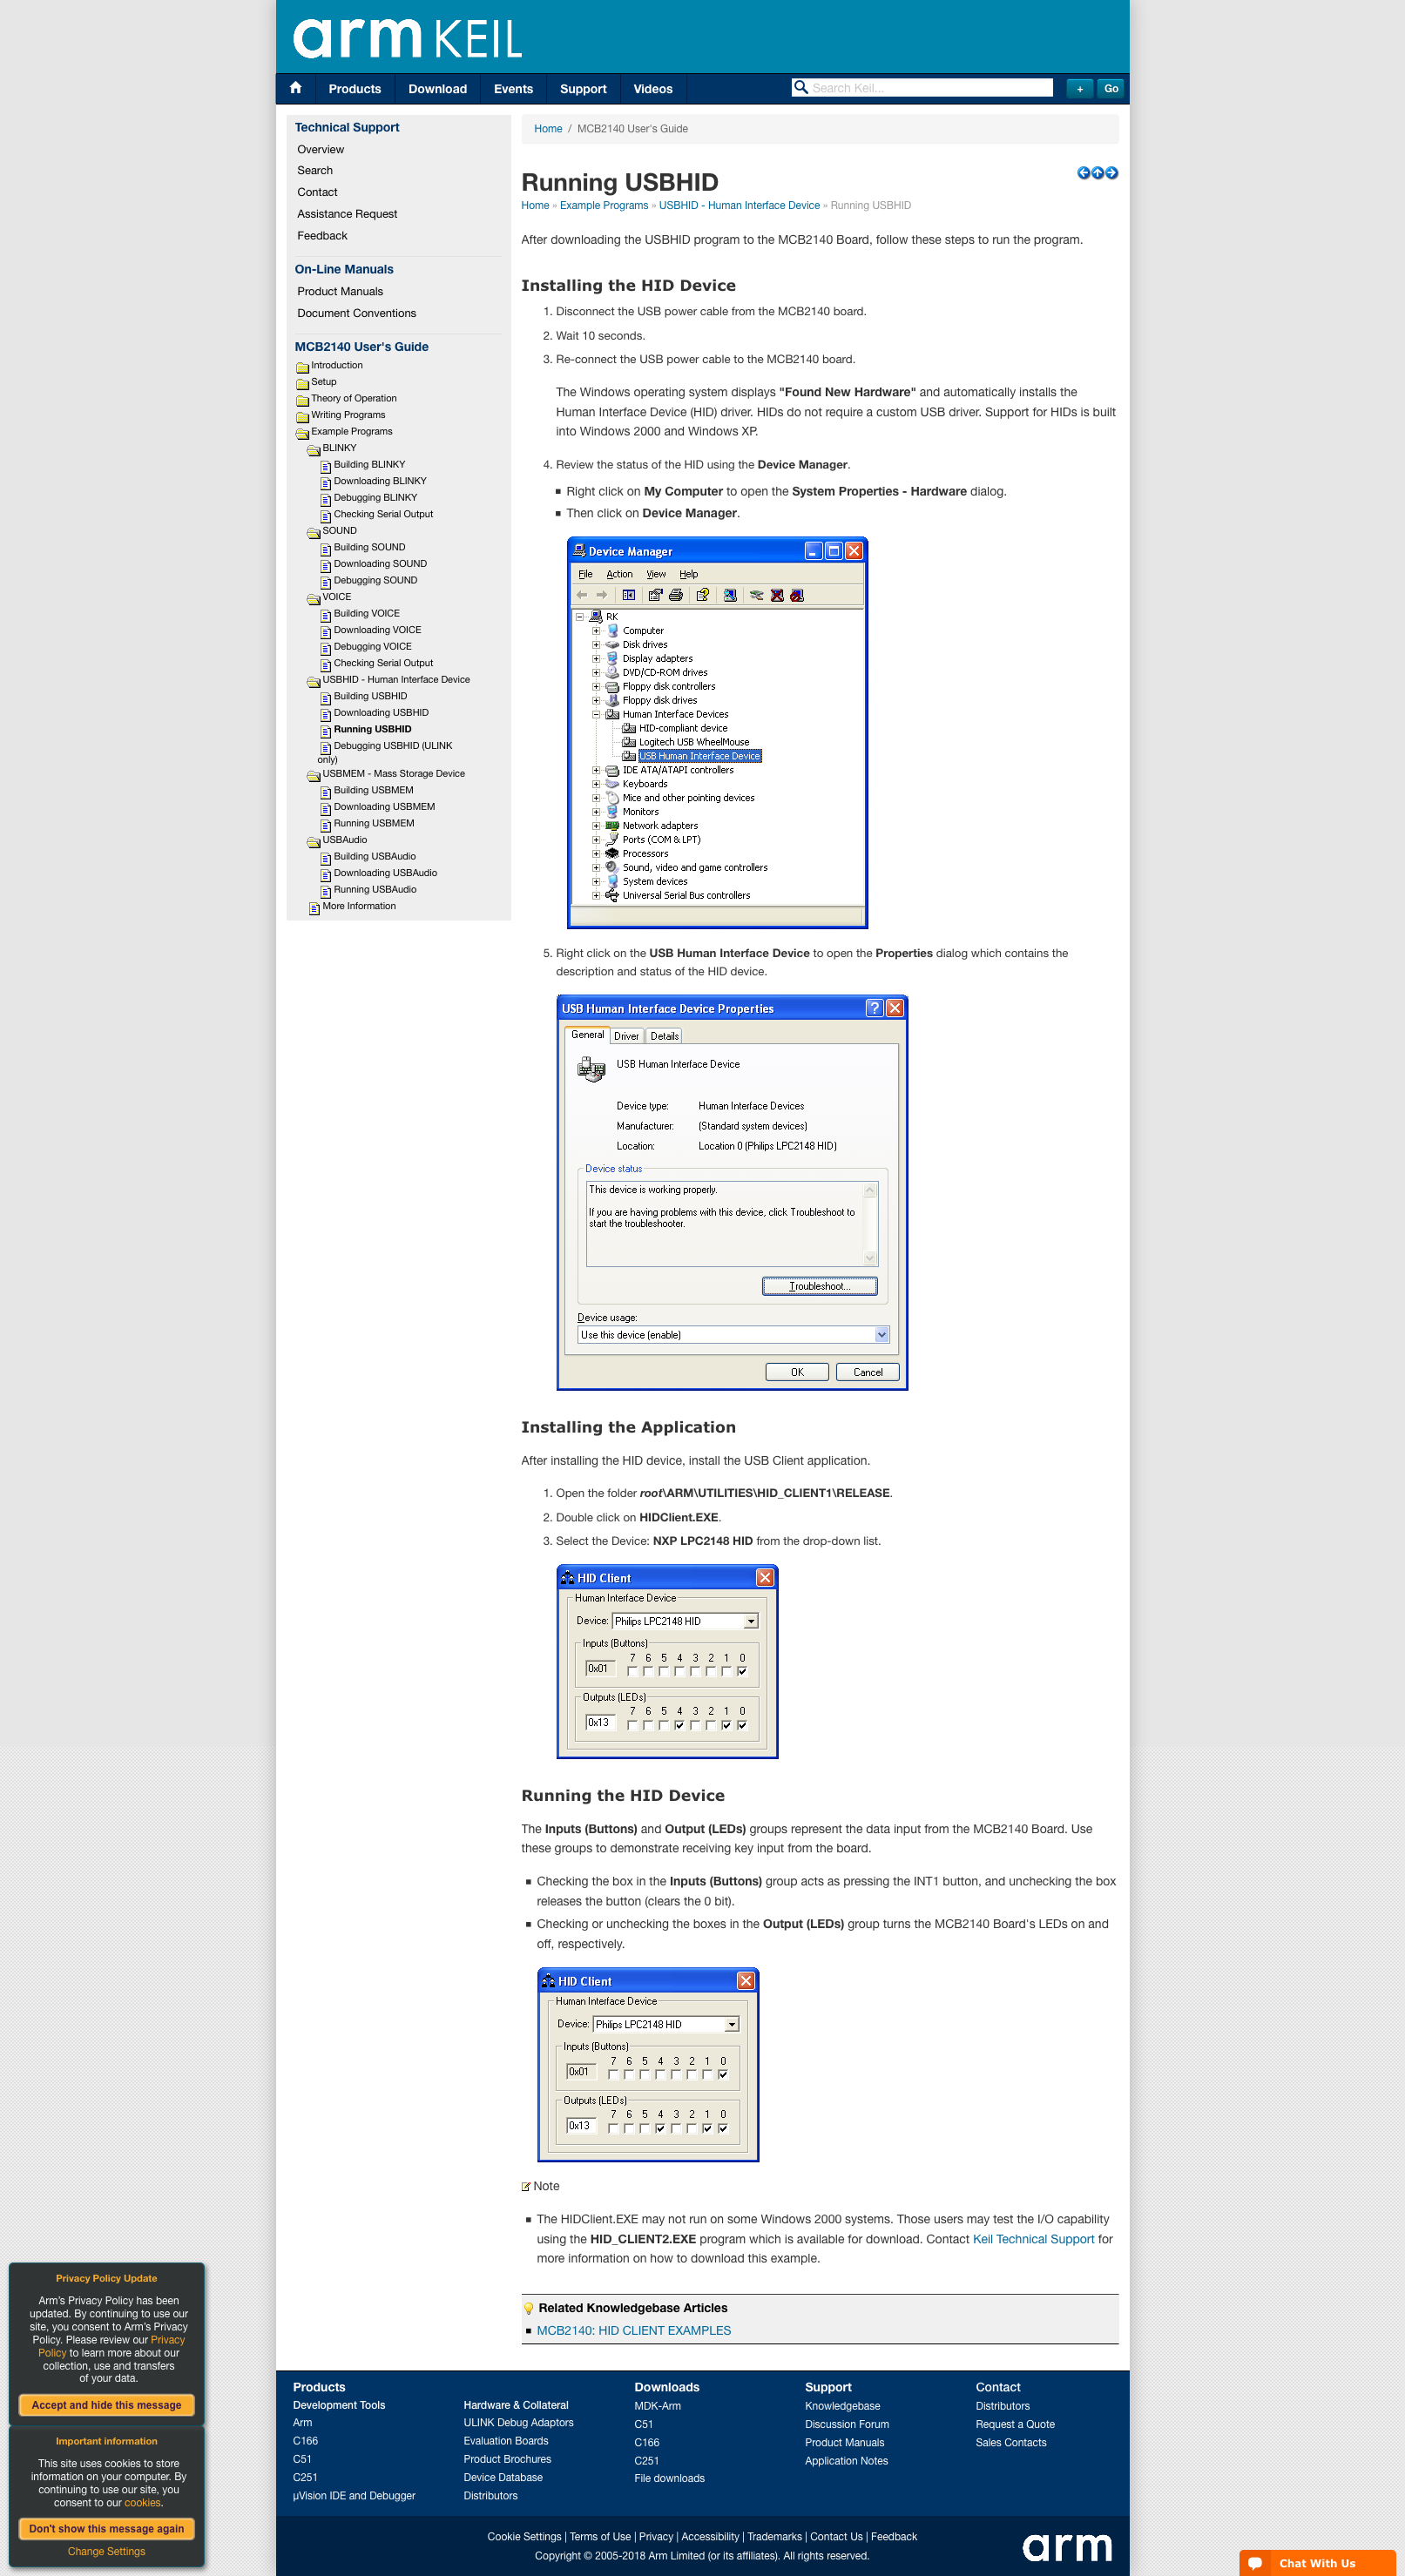 arm KEIL
Products Download Events Support Videos Search Keil... + Go
Technical Support
Overview
Search
Contact
Assistance Request
Feedback
On-Line Manuals
Product Manuals
Document Conventions
MCB2140 User's Guide
Introduction
Setup
Theory of Operation
Writing Programs
Example Programs
BLINKY
Building BLINKY
Downloading BLINKY
Debugging BLINKY
Checking Serial Output
SOUND
Building SOUND
Downloading SOUND
Debugging SOUND
VOICE
Building VOICE
Downloading VOICE
Debugging VOICE
Checking Serial Output
USBHID - Human Interface Device
Building USBHID
Downloading USBHID
Running USBHID
Debugging USBHID (ULINK
only)
USBMEM - Mass Storage Device
Building USBMEM
Downloading USBMEM
Running USBMEM
USBAudio
Building USBAudio
Downloading USBAudio
Running USBAudio
More Information
Home / MCB2140 User's Guide
Running USBHID
Home » Example Programs » USBHID - Human Interface Device » Running USBHID
After downloading the USBHID program to the MCB2140 Board, follow these steps to run the program.
Installing the HID Device
1. Disconnect the USB power cable from the MCB2140 board.
2. Wait 10 seconds.
3. Re-connect the USB power cable to the MCB2140 board.
The Windows operating system displays "Found New Hardware" and automatically installs the
Human Interface Device (HID) driver. HIDs do not require a custom USB driver. Support for HIDs is built
into Windows 2000 and Windows XP.
4. Review the status of the HID using the Device Manager.
■ Right click on My Computer to open the System Properties - Hardware dialog.
■ Then click on Device Manager.
Device Manager
File Action View Help
RK
Computer
Disk drives
Display adapters
DVD/CD-ROM drives
Floppy disk controllers
Floppy disk drives
Human Interface Devices
HID-compliant device
Logitech USB WheelMouse
USB Human Interface Device
IDE ATA/ATAPI controllers
Keyboards
Mice and other pointing devices
Monitors
Network adapters
Ports (COM & LPT)
Processors
Sound, video and game controllers
System devices
Universal Serial Bus controllers
5. Right click on the USB Human Interface Device to open the Properties dialog which contains the
description and status of the HID device.
USB Human Interface Device Properties
General Driver Details
USB Human Interface Device
Device type: Human Interface Devices
Manufacturer: (Standard system devices)
Location: Location 0 (Philips LPC2148 HID)
Device status
This device is working properly.
If you are having problems with this device, click Troubleshoot to
start the troubleshooter.
Troubleshoot...
Device usage:
Use this device (enable)
OK Cancel
Installing the Application
After installing the HID device, install the USB Client application.
1. Open the folder root\ARM\UTILITIES\HID_CLIENT1\RELEASE.
2. Double click on HIDClient.EXE.
3. Select the Device: NXP LPC2148 HID from the drop-down list.
HID Client
Human Interface Device
Device: Philips LPC2148 HID
Inputs (Buttons)
7 6 5 4 3 2 1 0
0x01
Outputs (LEDs)
7 6 5 4 3 2 1 0
0x13
Running the HID Device
The Inputs (Buttons) and Output (LEDs) groups represent the data input from the MCB2140 Board. Use
these groups to demonstrate receiving key input from the board.
■ Checking the box in the Inputs (Buttons) group acts as pressing the INT1 button, and unchecking the box
releases the button (clears the 0 bit).
■ Checking or unchecking the boxes in the Output (LEDs) group turns the MCB2140 Board's LEDs on and
off, respectively.
HID Client
Human Interface Device
Device: Philips LPC2148 HID
Inputs (Buttons)
7 6 5 4 3 2 1 0
0x01
Outputs (LEDs)
7 6 5 4 3 2 1 0
0x13
Note
■ The HIDClient.EXE may not run on some Windows 2000 systems. Those users may test the I/O capability
using the HID_CLIENT2.EXE program which is available for download. Contact Keil Technical Support for
more information on how to download this example.
Related Knowledgebase Articles
■ MCB2140: HID CLIENT EXAMPLES
Privacy Policy Update
Arm's Privacy Policy has been
updated. By continuing to use our
site, you consent to Arm's Privacy
Policy. Please review our Privacy
Policy to learn more about our
collection, use and transfers
of your data.
Accept and hide this message
Important information
This site uses cookies to store
information on your computer. By
continuing to use our site, you
consent to our cookies.
Don't show this message again
Change Settings
Products
Development Tools
Arm
C166
C51
C251
µVision IDE and Debugger
Hardware & Collateral
ULINK Debug Adaptors
Evaluation Boards
Product Brochures
Device Database
Distributors
Downloads
MDK-Arm
C51
C166
C251
File downloads
Support
Knowledgebase
Discussion Forum
Product Manuals
Application Notes
Contact
Distributors
Request a Quote
Sales Contacts
Cookie Settings | Terms of Use | Privacy | Accessibility | Trademarks | Contact Us | Feedback
Copyright © 2005-2018 Arm Limited (or its affiliates). All rights reserved.
arm
Chat With Us